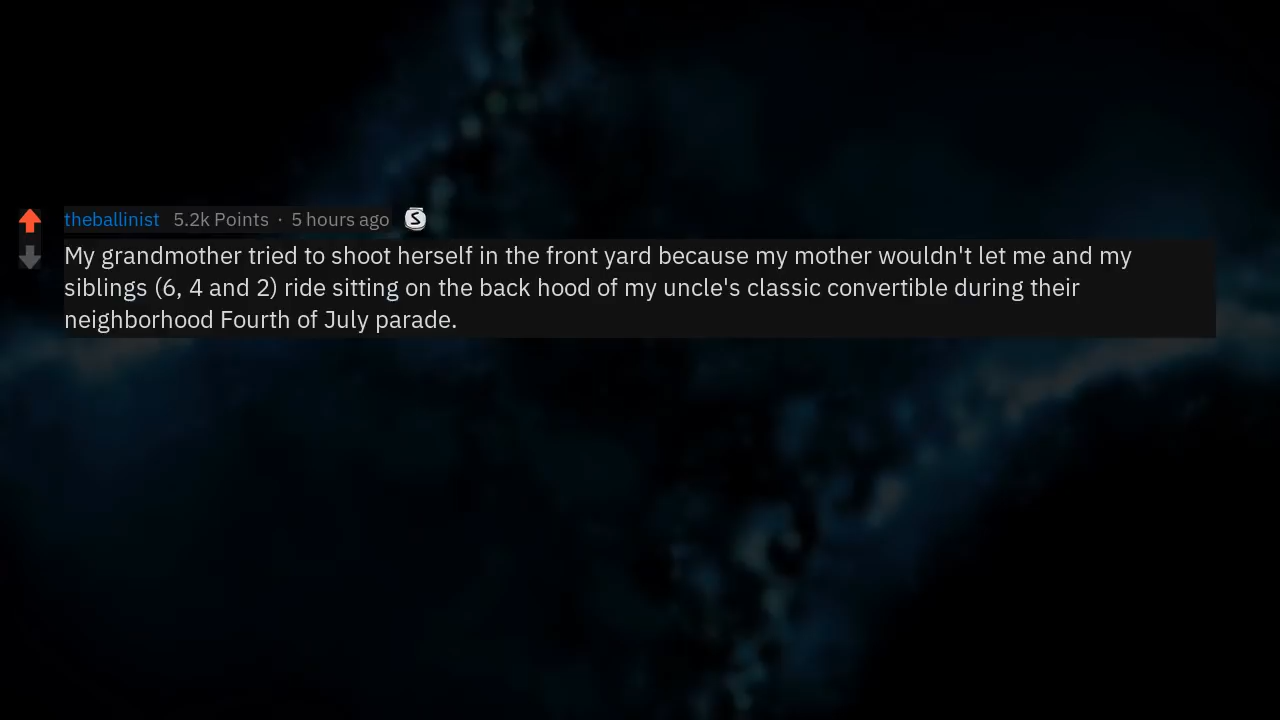 theballinist 5.2k Points · 5 hours ago S
My grandmother tried to shoot herself in the front yard because my mother wouldn't let me and my
siblings (6, 4 and 2) ride sitting on the back hood of my uncle's classic convertible during their
neighborhood Fourth of July parade.